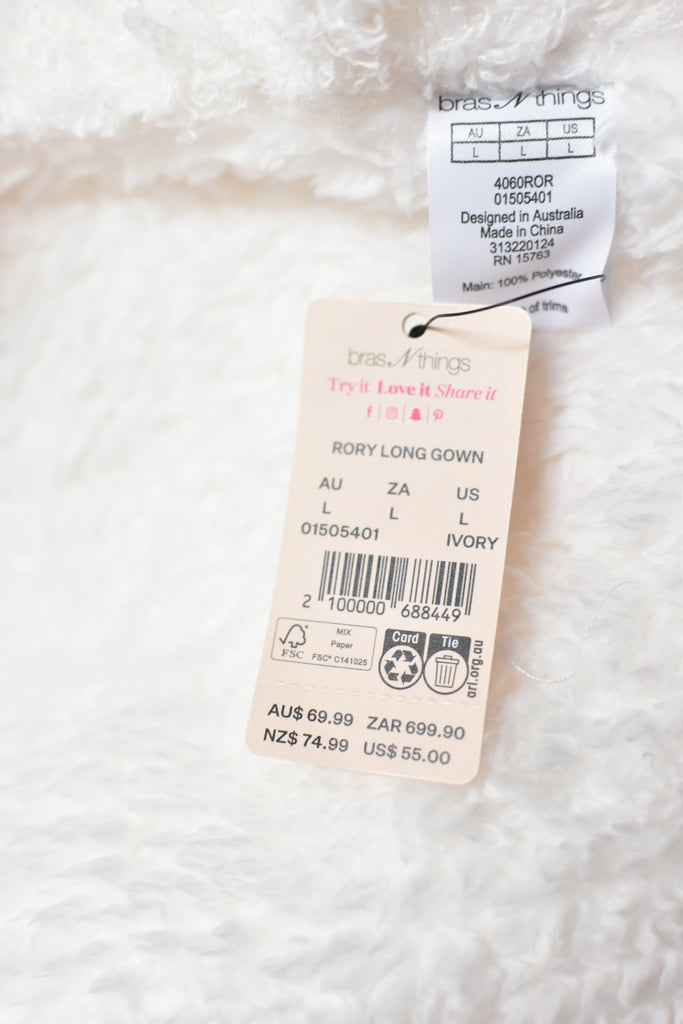 bras N things
AU ZA US
L L L
4060ROR
01505401
Designed in Australia
Made in China
313220124
RN 15763
Main: 100% Polyester
of trims
bras N things
Try it Love it Share it
RORY LONG GOWN
AU ZA US
L L L
01505401 IVORY
2 100000 688449
FSC® MIX
Paper
FSC® C141025
Card Tie
arl.org.au
AU$ 69.99 ZAR 699.90
NZ$ 74.99 US$ 55.00